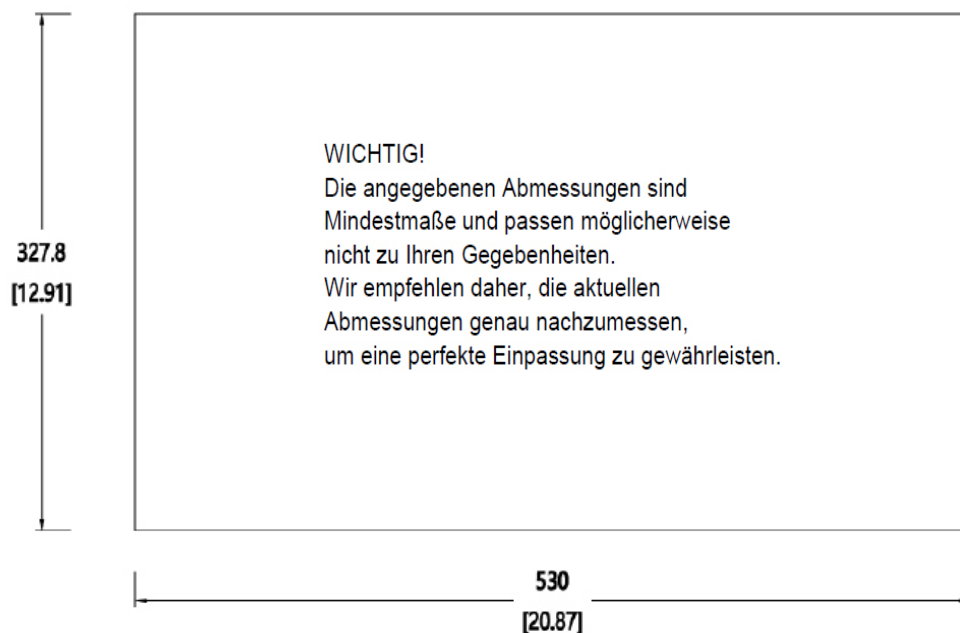 WICHTIG!
Die angegebenen Abmessungen sind
Mindestmaße und passen möglicherweise
nicht zu Ihren Gegebenheiten.
Wir empfehlen daher, die aktuellen
Abmessungen genau nachzumessen,
um eine perfekte Einpassung zu gewährleisten.
327.8
[12.91]
530
[20.87]